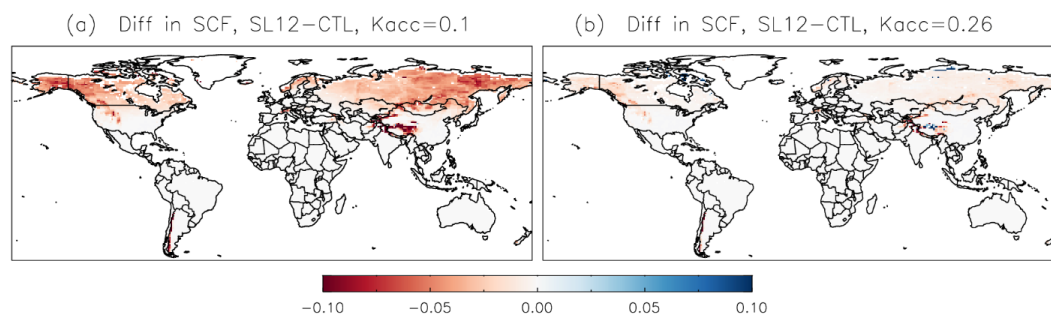 (a) Diff in SCF, SL12-CTL, Kacc=0.1
(b) Diff in SCF, SL12-CTL, Kacc=0.26
-0.10 -0.05 0.00 0.05 0.10